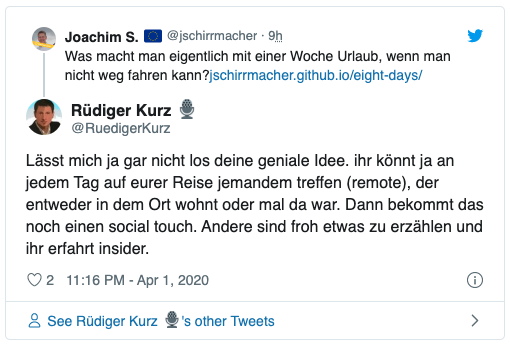 Joachim S. 🇪🇺 @jschirrmacher · 9h
Was macht man eigentlich mit einer Woche Urlaub, wenn man
nicht weg fahren kann?jschirrmacher.github.io/eight-days/
Rüdiger Kurz 🎙
@RuedigerKurz
Lässt mich ja gar nicht los deine geniale Idee. ihr könnt ja an
jedem Tag auf eurer Reise jemandem treffen (remote), der
entweder in dem Ort wohnt oder mal da war. Dann bekommt das
noch einen social touch. Andere sind froh etwas zu erzählen und
ihr erfahrt insider.
2 11:16 PM - Apr 1, 2020
See Rüdiger Kurz 🎙's other Tweets